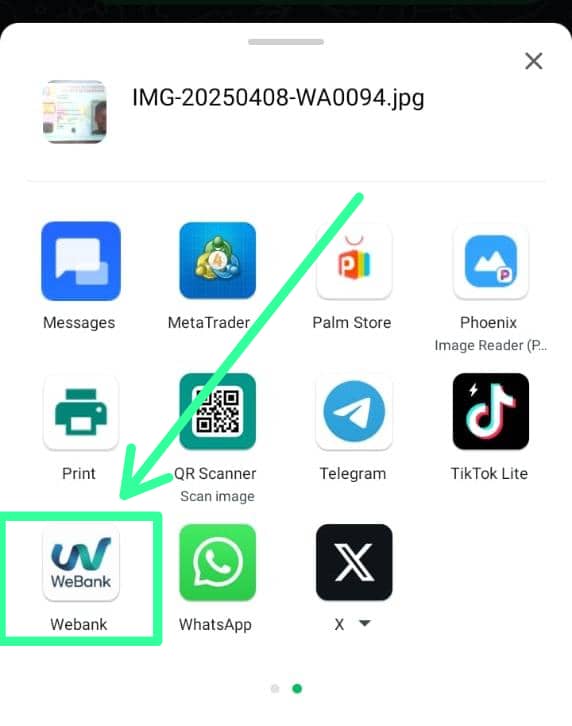 IMG-20250408-WA0094.jpg
Messages
MetaTrader
Palm Store
Phoenix
Image Reader (P...
Print
QR Scanner
Scan image
Telegram
TikTok Lite
WeBank
Webank
WhatsApp
X